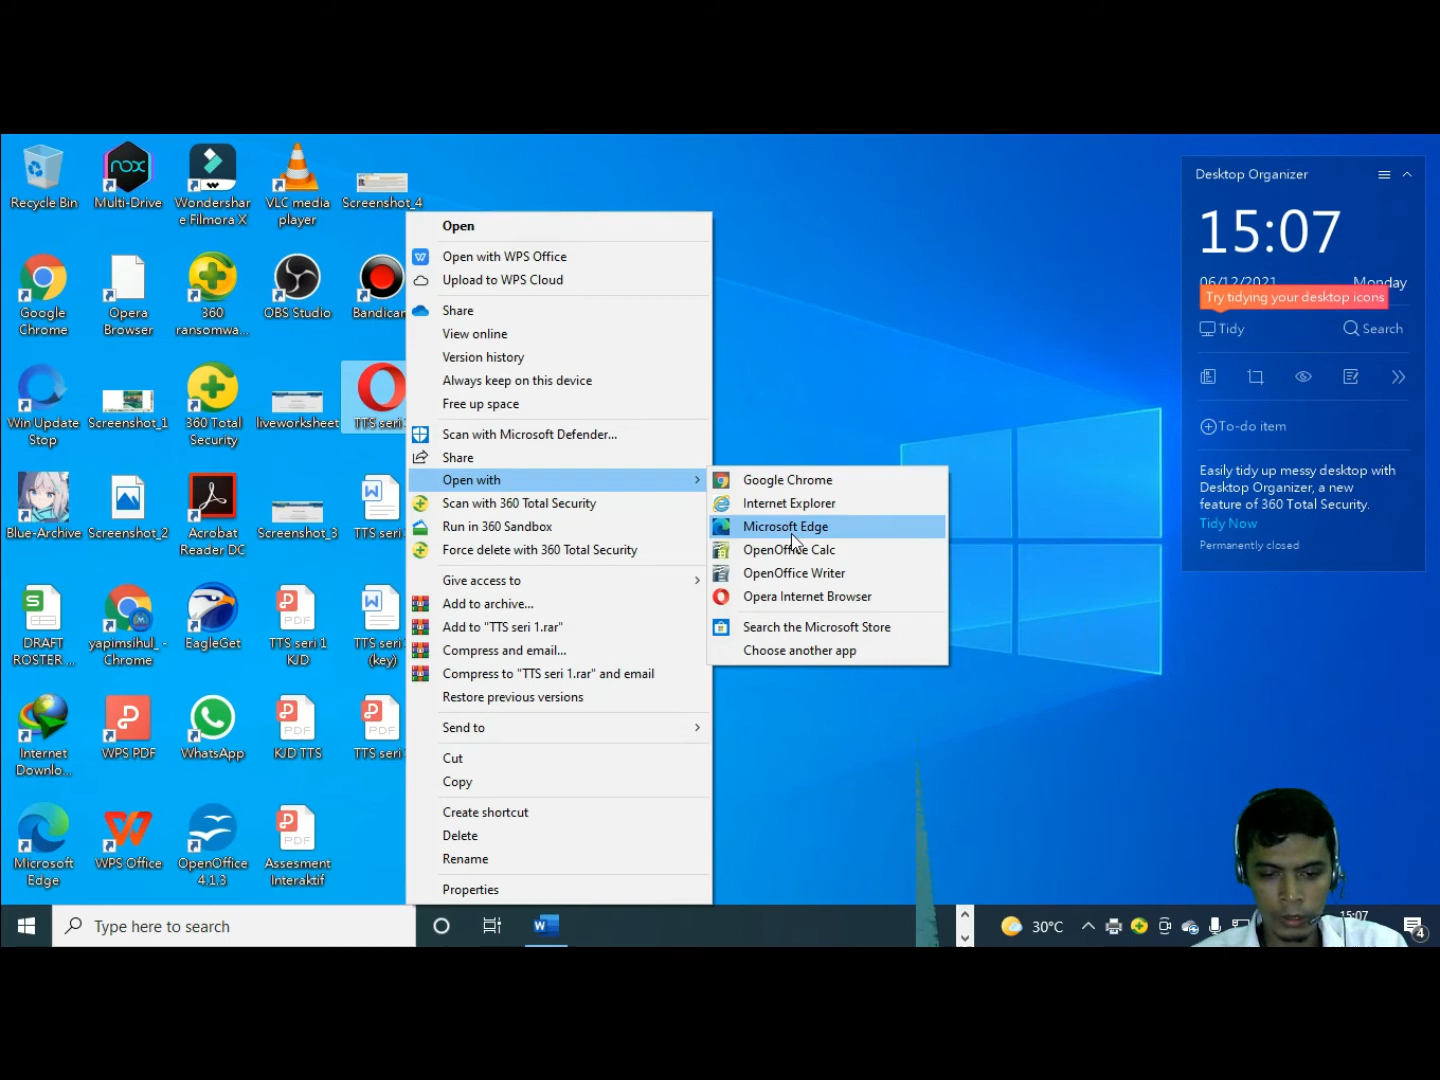 Recycle Bin
Multi-Drive
Wondershar
e Filmora X
VLC media
player
Screenshot_4
Google
Chrome
Opera
Browser
360
ransomwa...
OBS Studio
Bandicam
Win Update
Stop
Screenshot_1
360 Total
Security
liveworksheet
TTS seri
Blue-Archive
Screenshot_2
Acrobat
Reader DC
Screenshot_3
TTS seri
DRAFT
ROSTER ...
yapimsihul_ -
Chrome
EagleGet
TTS seri 1
KJD
TTS seri
(key)
Internet
Downlo...
WPS PDF
WhatsApp
KJD TTS
TTS seri
Microsoft
Edge
WPS Office
OpenOffice
4.1.3
Assesment
Interaktif
Open
Open with WPS Office
Upload to WPS Cloud
Share
View online
Version history
Always keep on this device
Free up space
Scan with Microsoft Defender...
Share
Open with
Scan with 360 Total Security
Run in 360 Sandbox
Force delete with 360 Total Security
Give access to
Add to archive...
Add to "TTS seri 1.rar"
Compress and email...
Compress to "TTS seri 1.rar" and email
Restore previous versions
Send to
Cut
Copy
Create shortcut
Delete
Rename
Properties
Google Chrome
Internet Explorer
Microsoft Edge
OpenOffice Calc
OpenOffice Writer
Opera Internet Browser
Search the Microsoft Store
Choose another app
Desktop Organizer
15:07
06/12/2021 Monday
Try tidying your desktop icons
Tidy Search
To-do item
Easily tidy up messy desktop with
Desktop Organizer, a new
feature of 360 Total Security.
Tidy Now
Permanently closed
Type here to search
30°C
15:07
4